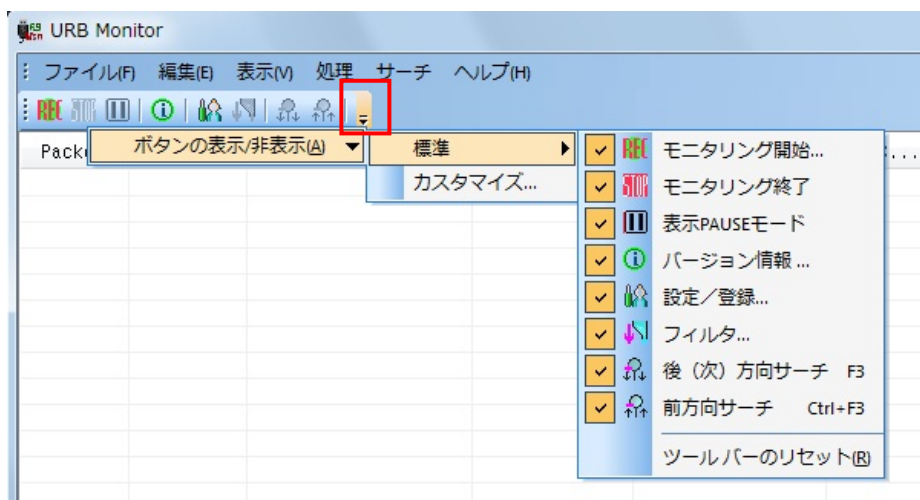 URB Monitor
ファイル(F) 編集(E) 表示(V) 処理 サーチ ヘルプ(H)
REC STOP
ボタンの表示/非表示(A)
標準
カスタマイズ...
REC モニタリング開始...
STOP モニタリング終了
表示PAUSEモード
バージョン情報 ...
設定／登録...
フィルタ...
後（次）方向サーチ F3
前方向サーチ Ctrl+F3
ツール バーのリセット(R)